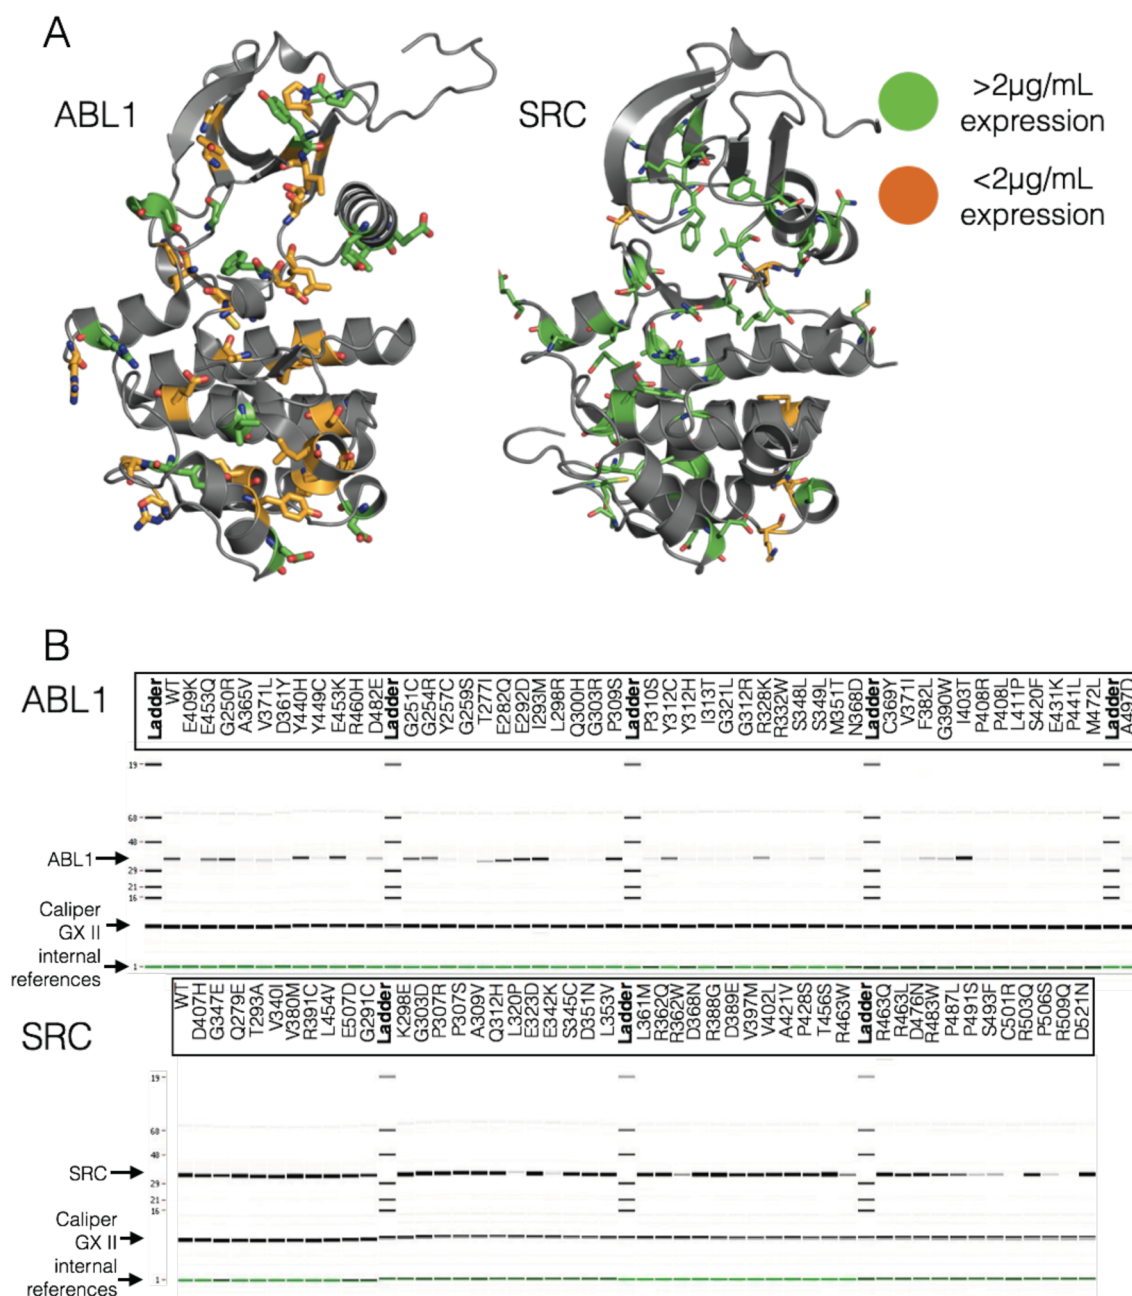 A
ABL1
SRC
>2µg/mL
expression
<2µg/mL
expression
B
ABL1
Ladder
WT
E409K
E453Q
G250R
A365V
V371L
D361Y
Y440H
Y449C
E453K
R460H
D482E
Ladder
G251C
G254R
Y257C
G259S
T277I
E282Q
E292D
I293M
L298R
Q300H
G303R
P309S
Ladder
P310S
Y312C
Y312H
I313T
G321L
G312R
R328K
R332W
S348L
S349L
M351T
N368D
Ladder
C369Y
V371I
F382L
G390W
I403T
P408R
P408L
L411P
S420F
E431K
P441L
M472L
Ladder
A497D
19
68
48
ABL1
29
21
16
Caliper
GX II
internal
references
1
SRC
WT
D407H
G347E
Q279E
T293A
V340I
V380M
R391C
L454V
E507D
G291C
Ladder
K298E
G303D
P307R
P307S
A309V
Q312H
L320P
E323D
E342K
S345C
D351N
L353V
Ladder
L361M
R362Q
R362W
D368N
R388G
D389E
V397M
V402L
A421V
P428S
T456S
R463W
Ladder
R463Q
R463L
D476N
R483W
P487L
P491S
S493F
C501R
R503Q
P506S
R509Q
D521N
19
68
48
SRC
29
21
16
Caliper
GX II
internal
references
1